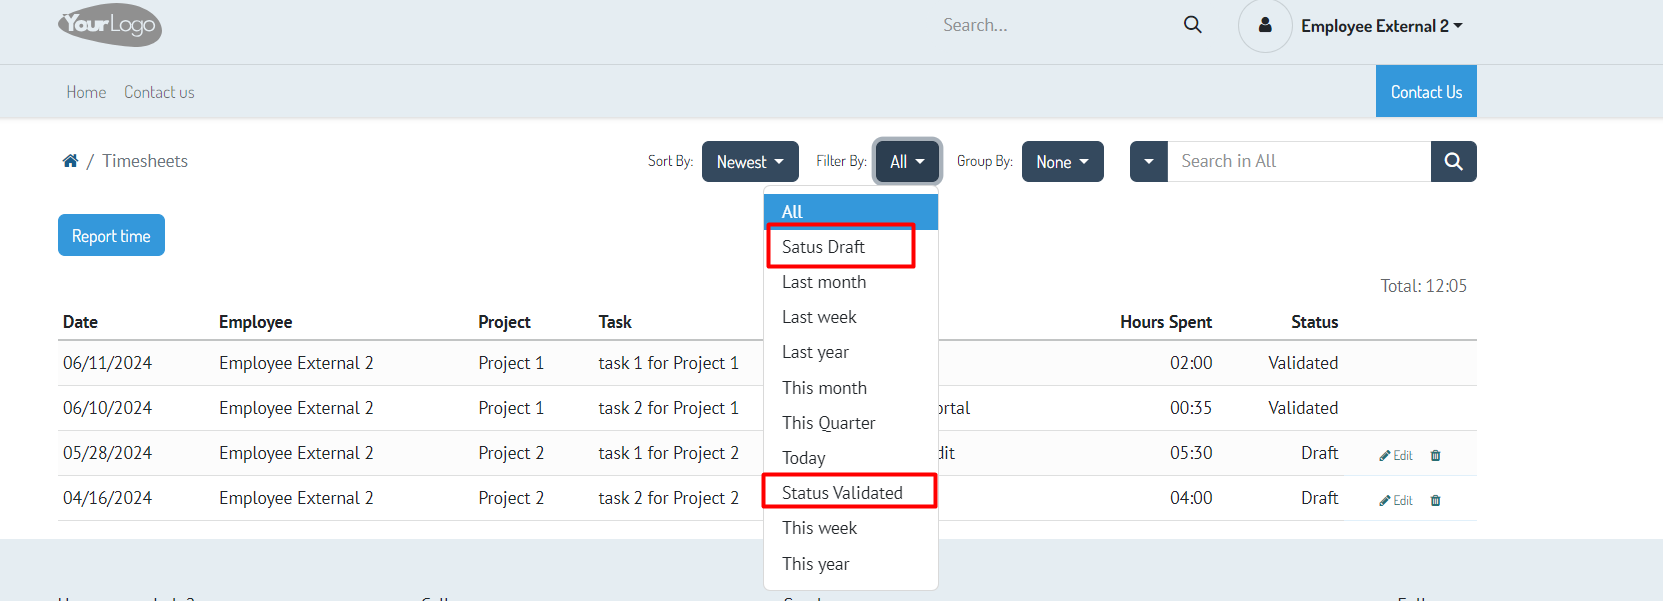 YourLogo
Search...
Employee External 2
Home Contact us
Contact Us
/ Timesheets
Sort By: Newest Filter By: All Group By: None Search in All
Report time
All
Satus Draft
Last month
Last week
Last year
This month
This Quarter
Today
Status Validated
This week
This year
Total: 12:05
Date Employee Project Task Hours Spent Status
06/11/2024 Employee External 2 Project 1 task 1 for Project 1 02:00 Validated
06/10/2024 Employee External 2 Project 1 task 2 for Project 1 ortal 00:35 Validated
05/28/2024 Employee External 2 Project 2 task 1 for Project 2 dit 05:30 Draft Edit
04/16/2024 Employee External 2 Project 2 task 2 for Project 2 04:00 Draft Edit